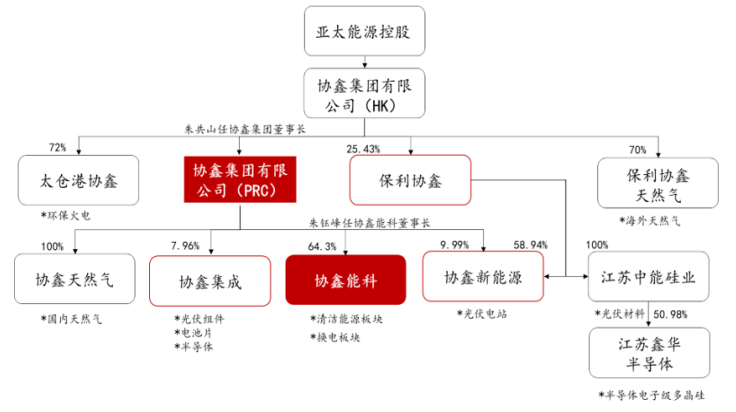 亚太能源控股
协鑫集团有限
公司（HK）
朱共山任协鑫集团董事长
72%
25.43%
70%
太仓港协鑫
协鑫集团有限
公司（PRC）
保利协鑫
保利协鑫
天然气
*环保火电
*海外天然气
朱钰峰任协鑫能科董事长
100%
7.96%
64.3%
9.99%
58.94%
100%
协鑫天然气
协鑫集成
协鑫能科
协鑫新能源
江苏中能硅业
*国内天然气
*光伏组件
*电池片
*半导体
*清洁能源板块
*换电板块
*光伏电站
*光伏材料
50.98%
江苏鑫华
半导体
*半导体电子级多晶硅